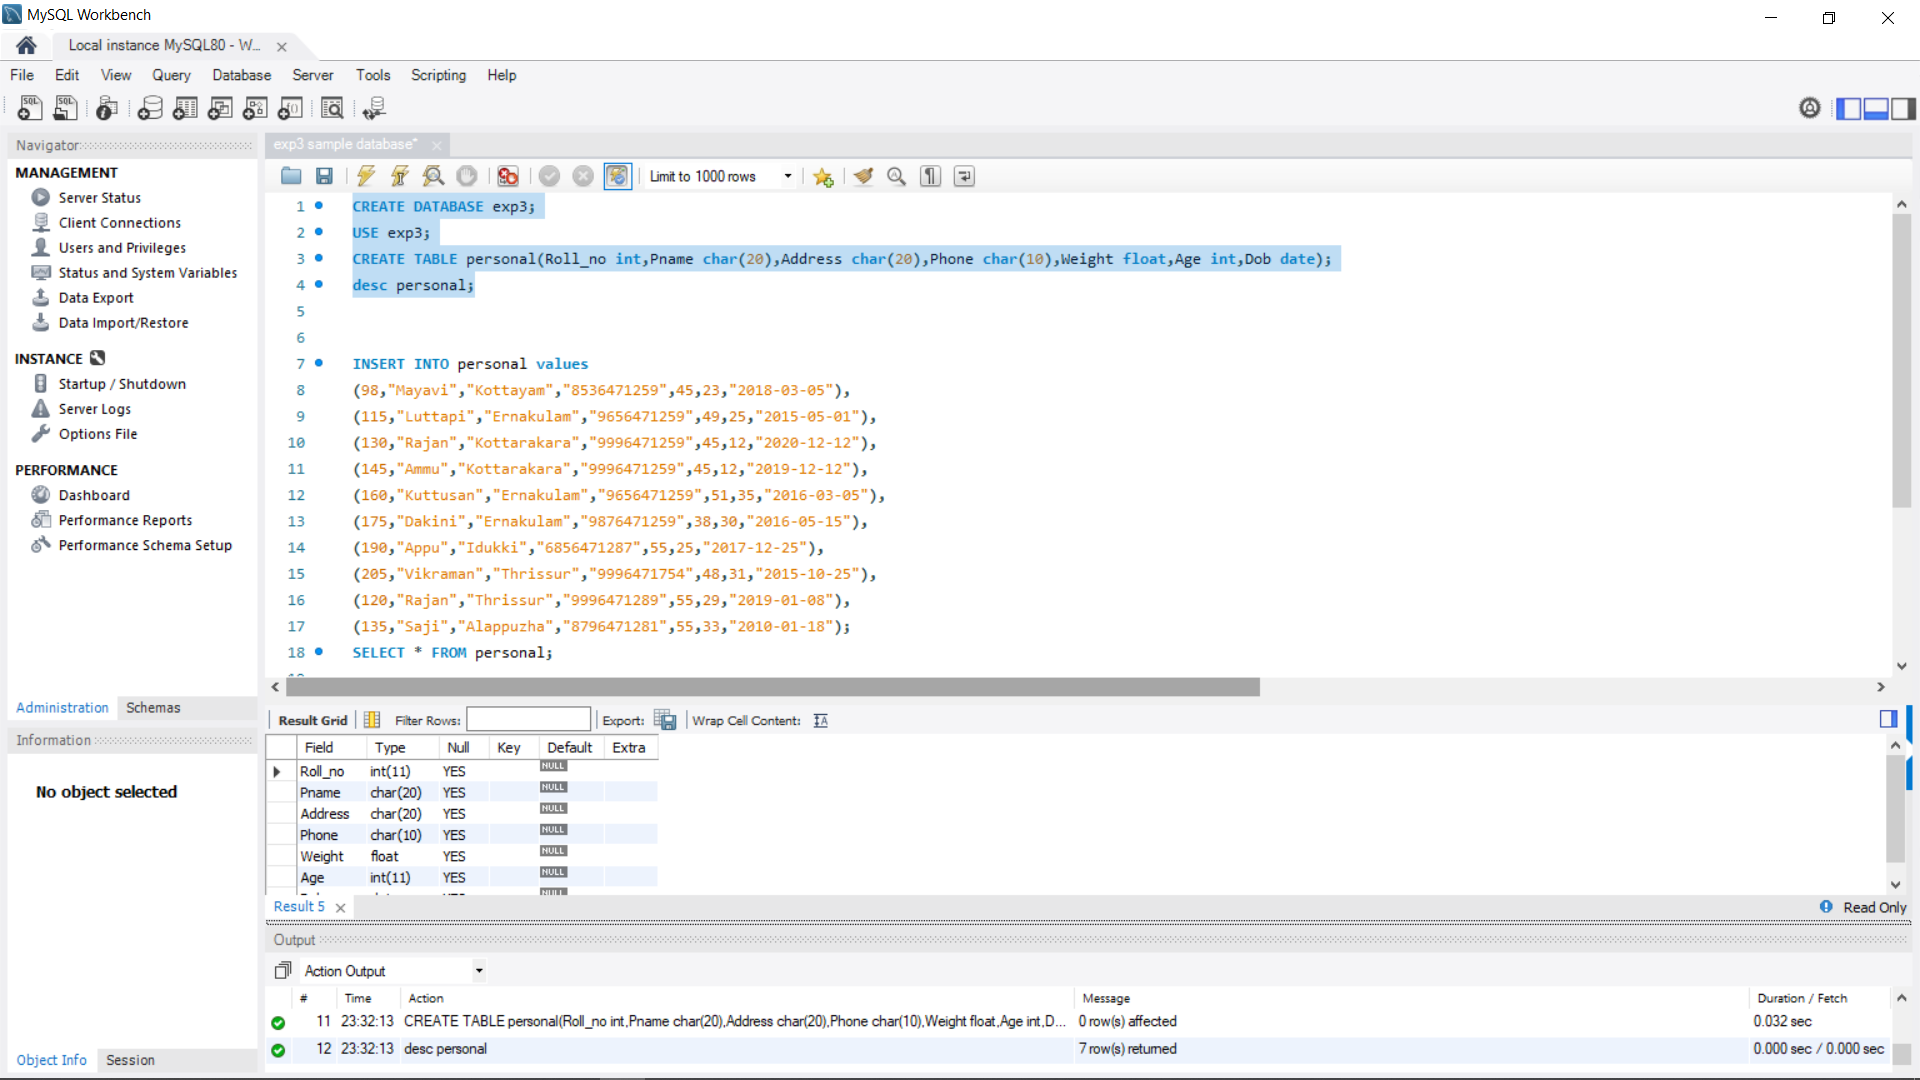 MySQL Workbench
Local instance MySQL80 - W...
File Edit View Query Database Server Tools Scripting Help
Navigator
MANAGEMENT
Server Status
Client Connections
Users and Privileges
Status and System Variables
Data Export
Data Import/Restore
INSTANCE
Startup / Shutdown
Server Logs
Options File
PERFORMANCE
Dashboard
Performance Reports
Performance Schema Setup
Administration Schemas
Information
No object selected
Object Info Session
exp3 sample database*
Limit to 1000 rows
1 CREATE DATABASE exp3;
2 USE exp3;
3 CREATE TABLE personal(Roll_no int,Pname char(20),Address char(20),Phone char(10),Weight float,Age int,Dob date);
4 desc personal;
5
6
7 INSERT INTO personal values
8 (98,"Mayavi","Kottayam","8536471259",45,23,"2018-03-05"),
9 (115,"Luttapi","Ernakulam","9656471259",49,25,"2015-05-01"),
10 (130,"Rajan","Kottarakara","9996471259",45,12,"2020-12-12"),
11 (145,"Ammu","Kottarakara","9996471259",45,12,"2019-12-12"),
12 (160,"Kuttusan","Ernakulam","9656471259",51,35,"2016-03-05"),
13 (175,"Dakini","Ernakulam","9876471259",38,30,"2016-05-15"),
14 (190,"Appu","Idukki","6856471287",55,25,"2017-12-25"),
15 (205,"Vikraman","Thrissur","9996471754",48,31,"2015-10-25"),
16 (120,"Rajan","Thrissur","9996471289",55,29,"2019-01-08"),
17 (135,"Saji","Alappuzha","8796471281",55,33,"2010-01-18");
18 SELECT * FROM personal;
Result Grid Filter Rows: Export: Wrap Cell Content: IA
Field Type Null Key Default Extra
Roll_no int(11) YES NULL
Pname char(20) YES NULL
Address char(20) YES NULL
Phone char(10) YES NULL
Weight float YES NULL
Age int(11) YES NULL
Result 5 Read Only
Output
Action Output
# Time Action Message Duration / Fetch
11 23:32:13 CREATE TABLE personal(Roll_no int,Pname char(20),Address char(20),Phone char(10),Weight float,Age int,D... 0 row(s) affected 0.032 sec
12 23:32:13 desc personal 7 row(s) returned 0.000 sec / 0.000 sec